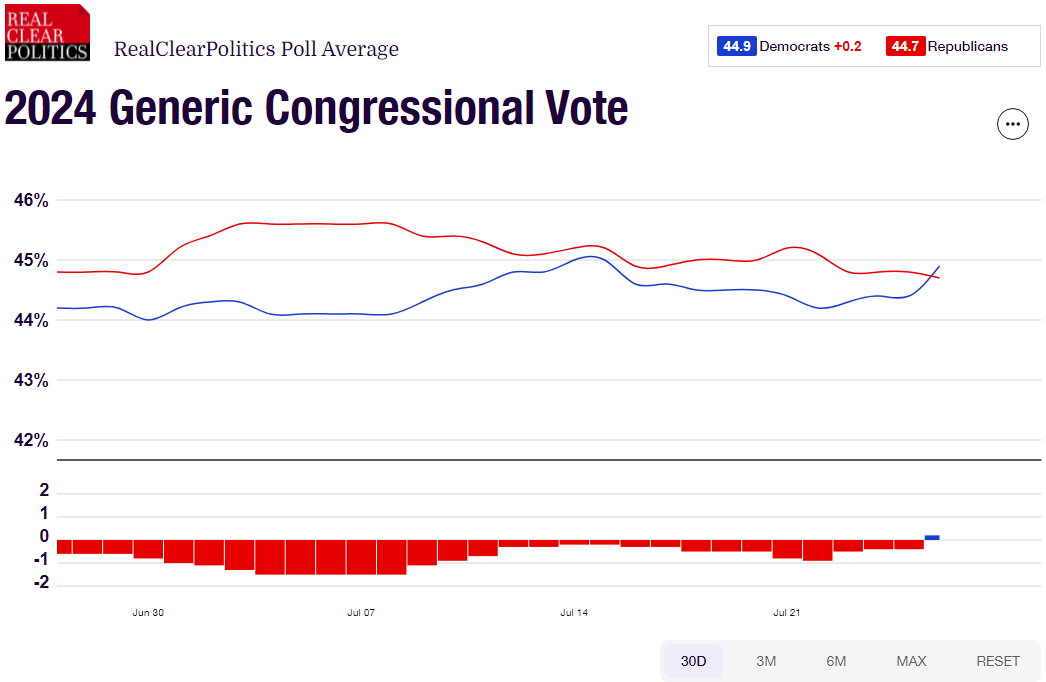 REAL
CLEAR
POLITICS
RealClearPolitics Poll Average
44.9 Democrats +0.2 44.7 Republicans
2024 Generic Congressional Vote
46%
45%
44%
43%
42%
2
1
0
-1
-2
Jun 30 Jul 07 Jul 14 Jul 21
30D 3M 6M MAX RESET